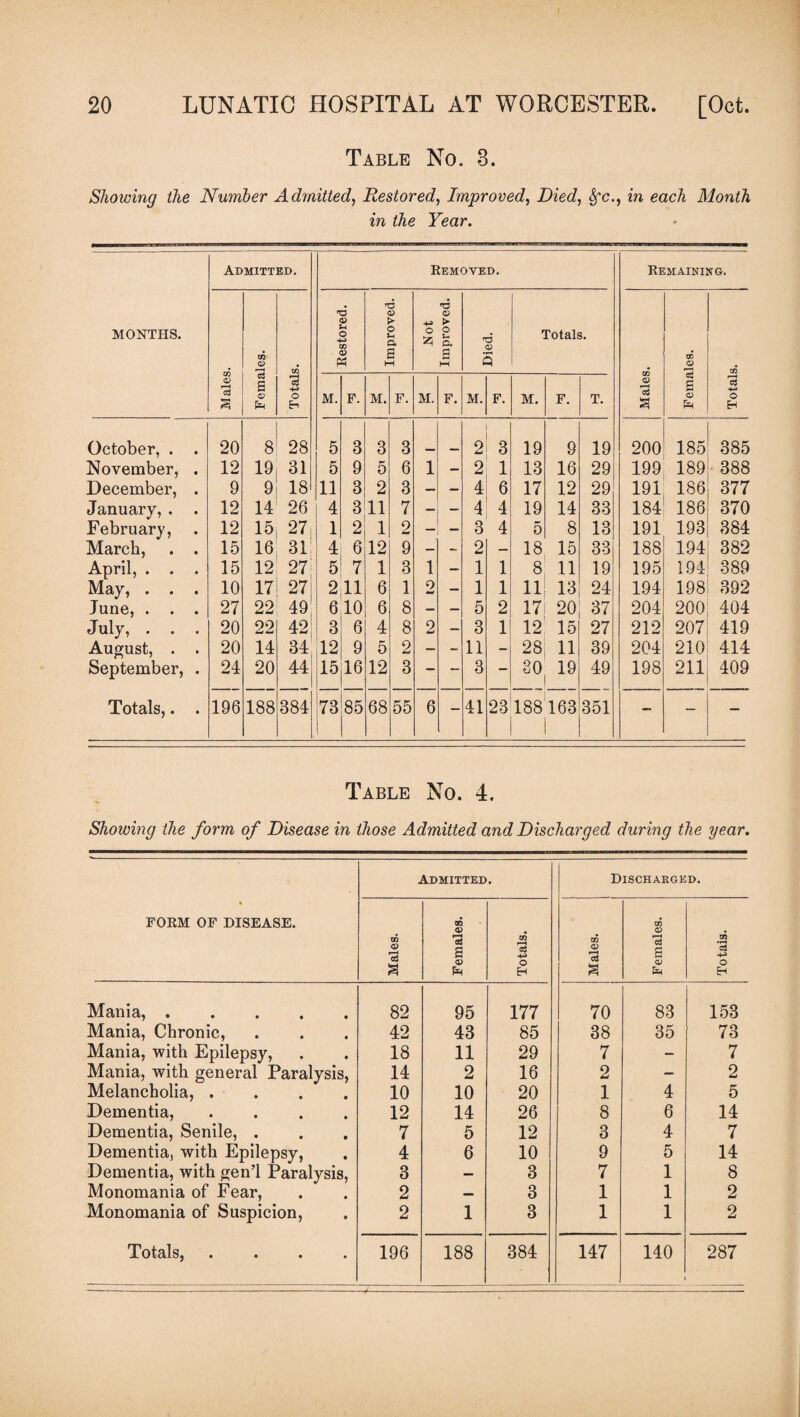 20 LUNATIC HOSPITAL AT WORCESTER. [Oct.
Table No. 3.
Showing the Number Admitted, Restored, Improved, Died, &c., in each Month
in the Year.
MONTHS. Admitted. Removed. Remaining.
Males. Females. Totals. Restored. Improved. Not Improved. Died. Totals. Males. Females. Totals.
M. F. M. F. M. F. M. F. M. F. T.
October, . . 20 8 28 5 3 3 3 – – 2 3 19 9 19 200 185 385
November, . 12 19 31 5 9 5 6 1 – 2 1 13 16 29 199 189 388
December, . 9 9 18 11 3 2 3 – – 4 6 17 12 29 191 186 377
January, . . 12 14 26 4 3 11 7 – – 4 4 19 14 33 184 186 370
February, . 12 15 27 1 2 1 2 – – 3 4 5 8 13 191 193 384
March, . . 15 16 31 4 6 12 9 – – 2 – 18 15 33 188 194 382
April, . . . 15 12 27 5 7 1 3 1 – 1 1 8 11 19 195 194 389
May, . . . 10 17 27 2 11 6 1 2 – 1 1 11 13 24 194 198 392
June, . . . 27 22 49 6 10 6 8 – – 5 2 17 20 37 204 200 404
July, . . . 20 22 42 3 6 4 8 2 – 3 1 12 15 27 212 207 419
August, . . 20 14 34 12 9 5 2 – – 11 – 28 11 39 204 210 414
September, . 24 20 44 15 16 12 3 – – 3 – 30 19 49 198 211 409
Totals, . . 196 188 384 73 85 68 55 6 – 41 23 188 163 351 – – –
Table No. 4.
Showing the form of Disease in those Admitted and Discharged during the year.
FORM OF DISEASE. Admitted. Discharged.
Males. Females. Totals. Males. Females. Totals.
Mania, . . . . . 82 95 177 70 83 153
Mania, Chronic, . . . 42 43 85 38 35 73
Mania, with Epilepsy, . . 18 11 29 7 – 7
Mania, with general Paralysis, 14 2 16 2 – 2
Melancholia, . . . . 10 10 20 1 4 5
Dementia, . . . . 12 14 26 8 6 14
Dementia, Senile, . . . 7 5 12 3 4 7
Dementia, with Epilepsy, . 4 6 10 9 5 14
Dementia, with gen'l Paralysis, 3 – 3 7 1 8
Monomania of Fear, . . 2 – 3 1 1 2
Monomania of Suspicion, . 2 1 3 1 1 2
Totals, . . . . 196 188 384 147 140 287